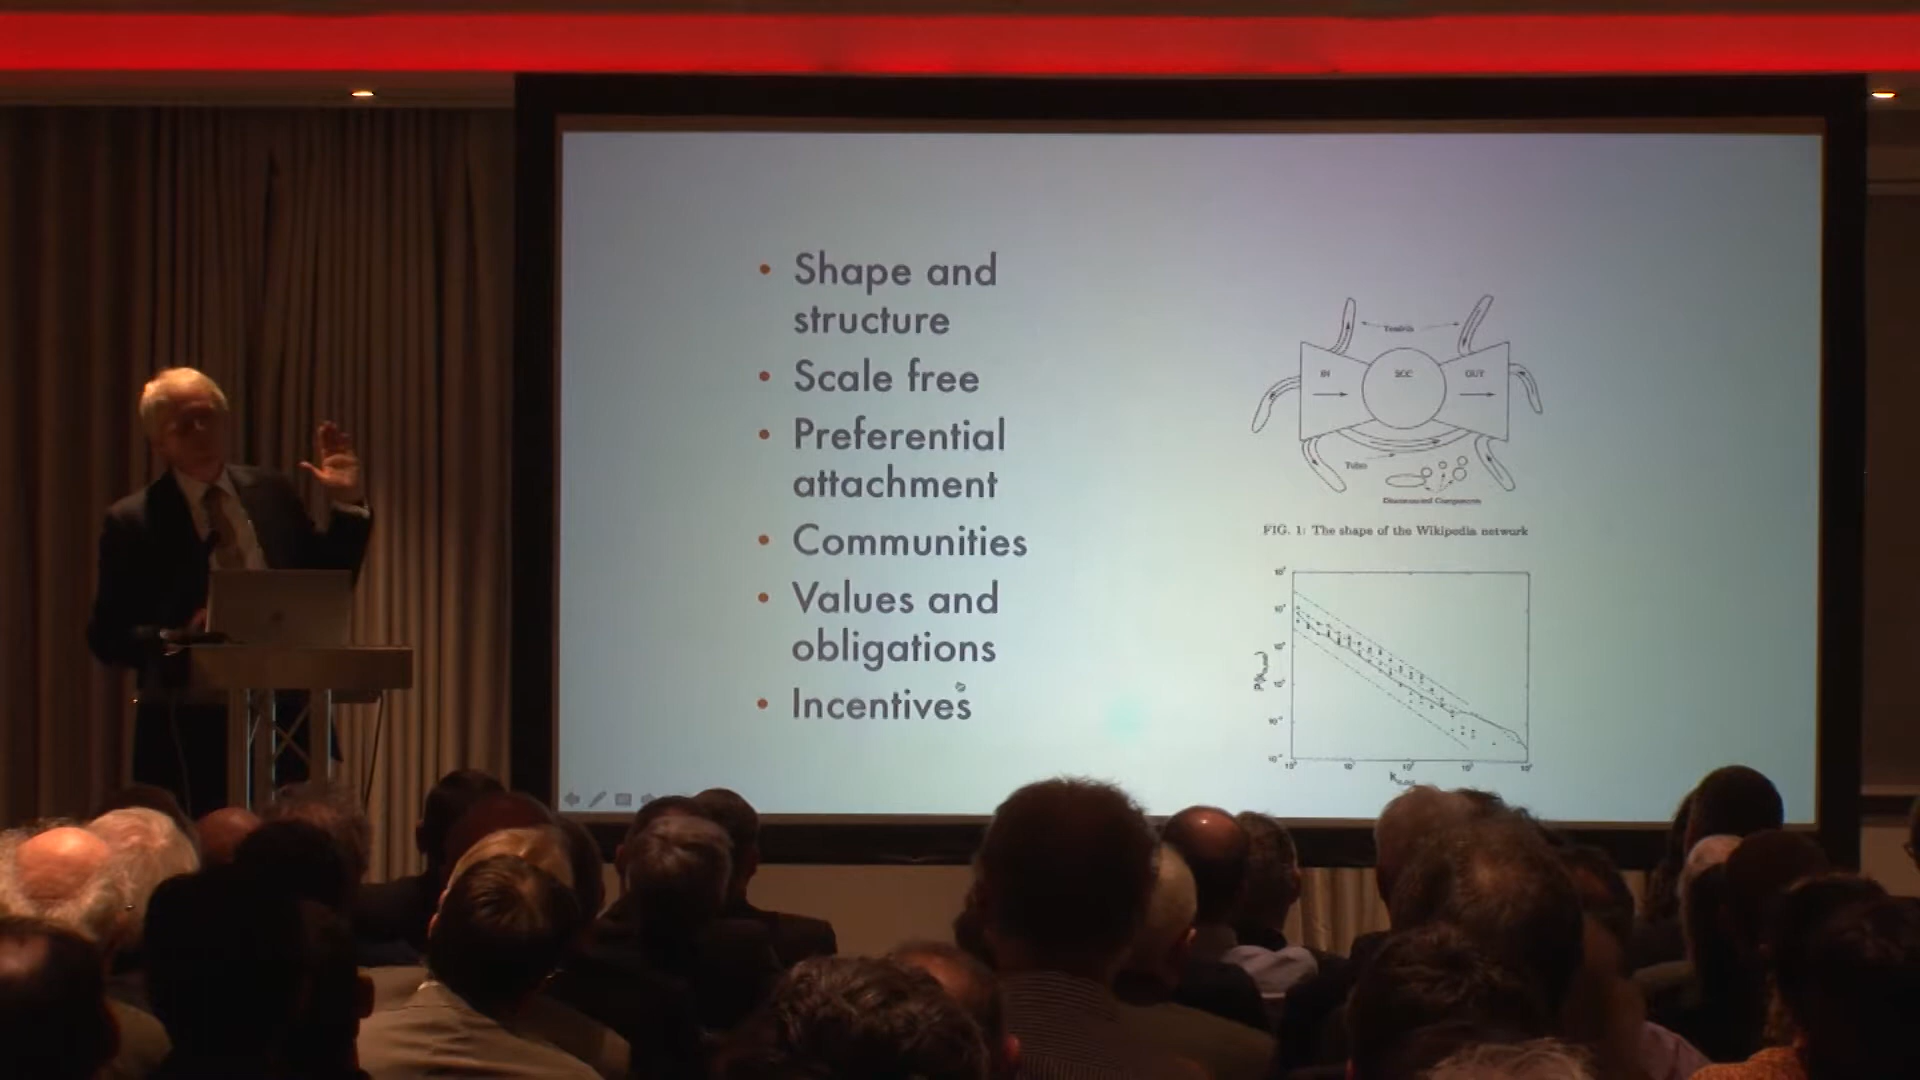 • Shape and
structure
• Scale free
• Preferential
attachment
• Communities
• Values and
obligations
• Incentives
Tendrils
IN
SCC
OUT
Tubes
Disconnected Components
FIG. 1: The shape of the Wikipedia network